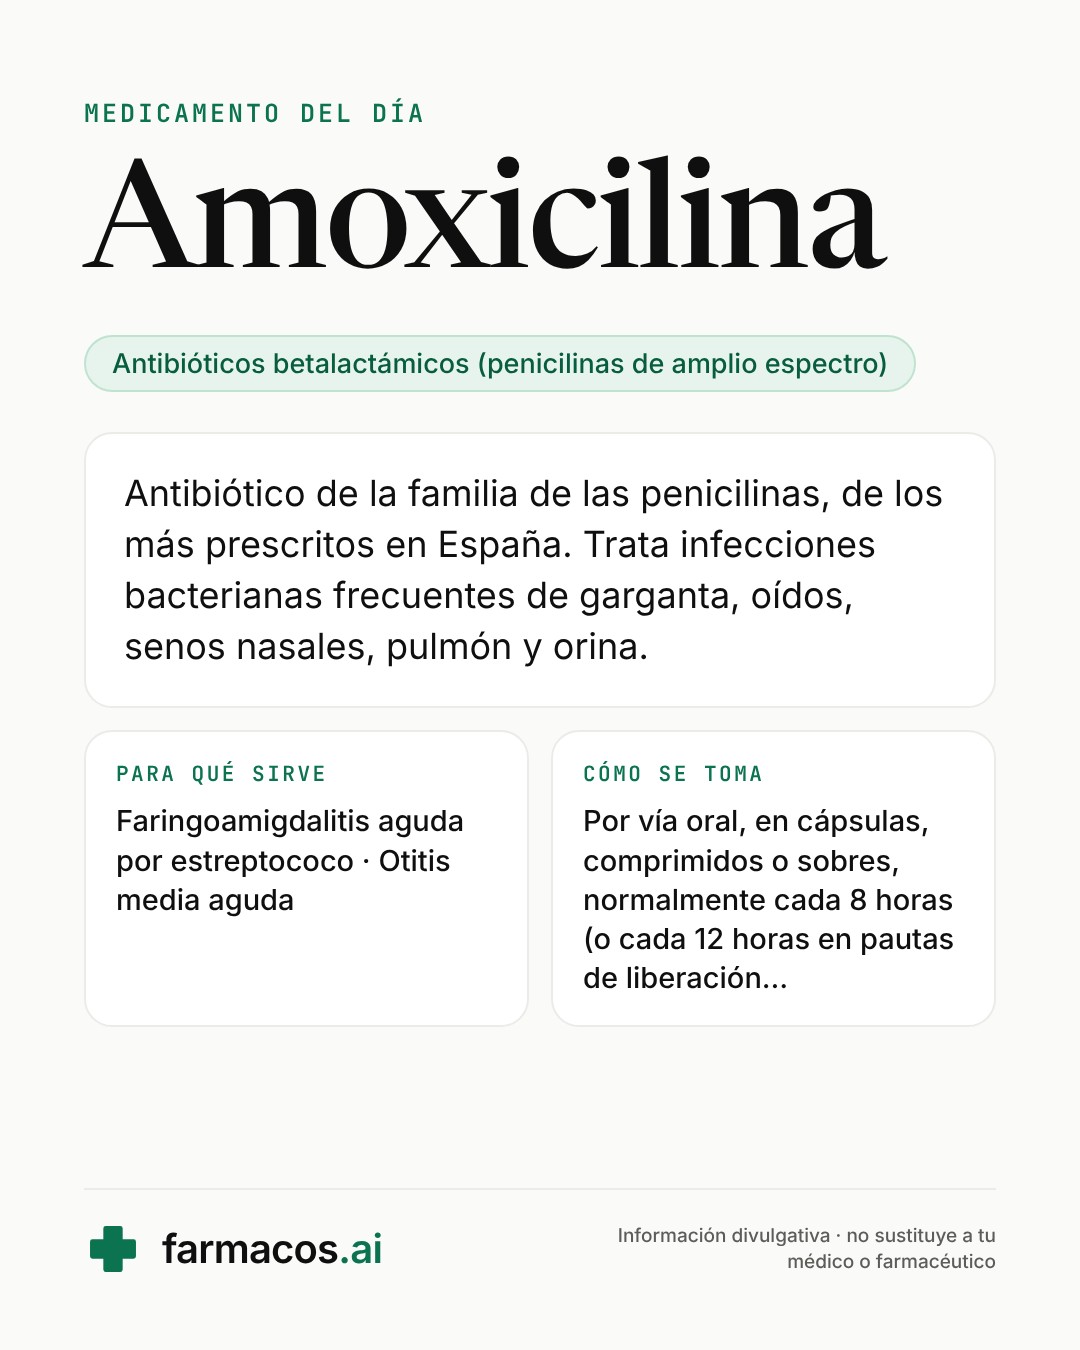 MEDICAMENTO DEL DÍA
Amoxicilina
Antibióticos betalactámicos (penicilinas de amplio espectro)
Antibiótico de la familia de las penicilinas, de los
más prescritos en España. Trata infecciones
bacterianas frecuentes de garganta, oídos,
senos nasales, pulmón y orina.
PARA QUÉ SIRVE
Faringoamigdalitis aguda
por estreptococo · Otitis
media aguda
CÓMO SE TOMA
Por vía oral, en cápsulas,
comprimidos o sobres,
normalmente cada 8 horas
(o cada 12 horas en pautas
de liberación…
farmacos.ai
Información divulgativa · no sustituye a tu
médico o farmacéutico